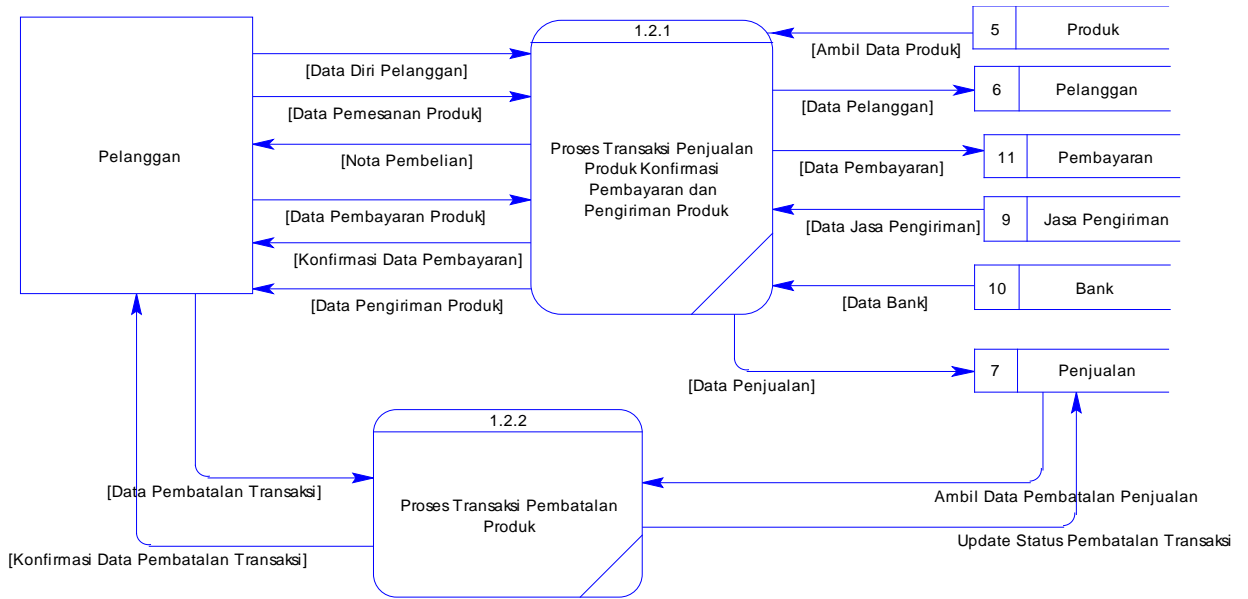 1.2.1
5
Produk
[Ambil Data Produk]
[Data Diri Pelanggan]
6
Pelanggan
[Data Pelanggan]
[Data Pemesanan Produk]
Pelanggan
[Nota Pembelian]
Proses Transaksi Penjualan
Produk Konfirmasi
Pembayaran dan
Pengiriman Produk
11
Pembayaran
[Data Pembayaran]
[Data Pembayaran Produk]
9
Jasa Pengiriman
[Data Jasa Pengiriman]
[Konfirmasi Data Pembayaran]
10
Bank
[Data Bank]
[Data Pengiriman Produk]
7
Penjualan
[Data Penjualan]
1.2.2
[Data Pembatalan Transaksi]
Proses Transaksi Pembatalan
Produk
Ambil Data Pembatalan Penjualan
Update Status Pembatalan Transaksi
[Konfirmasi Data Pembatalan Transaksi]